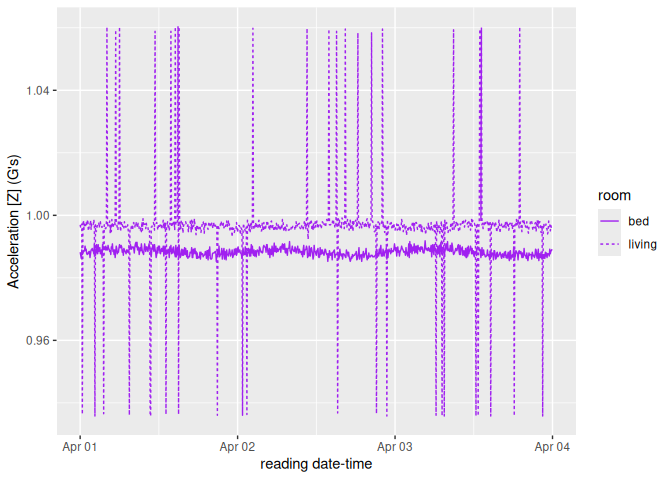 1.04
1.00
0.96
Acceleration [Z] (G's)
Apr 01
Apr 02
Apr 03
Apr 04
reading date-time
room
bed
living